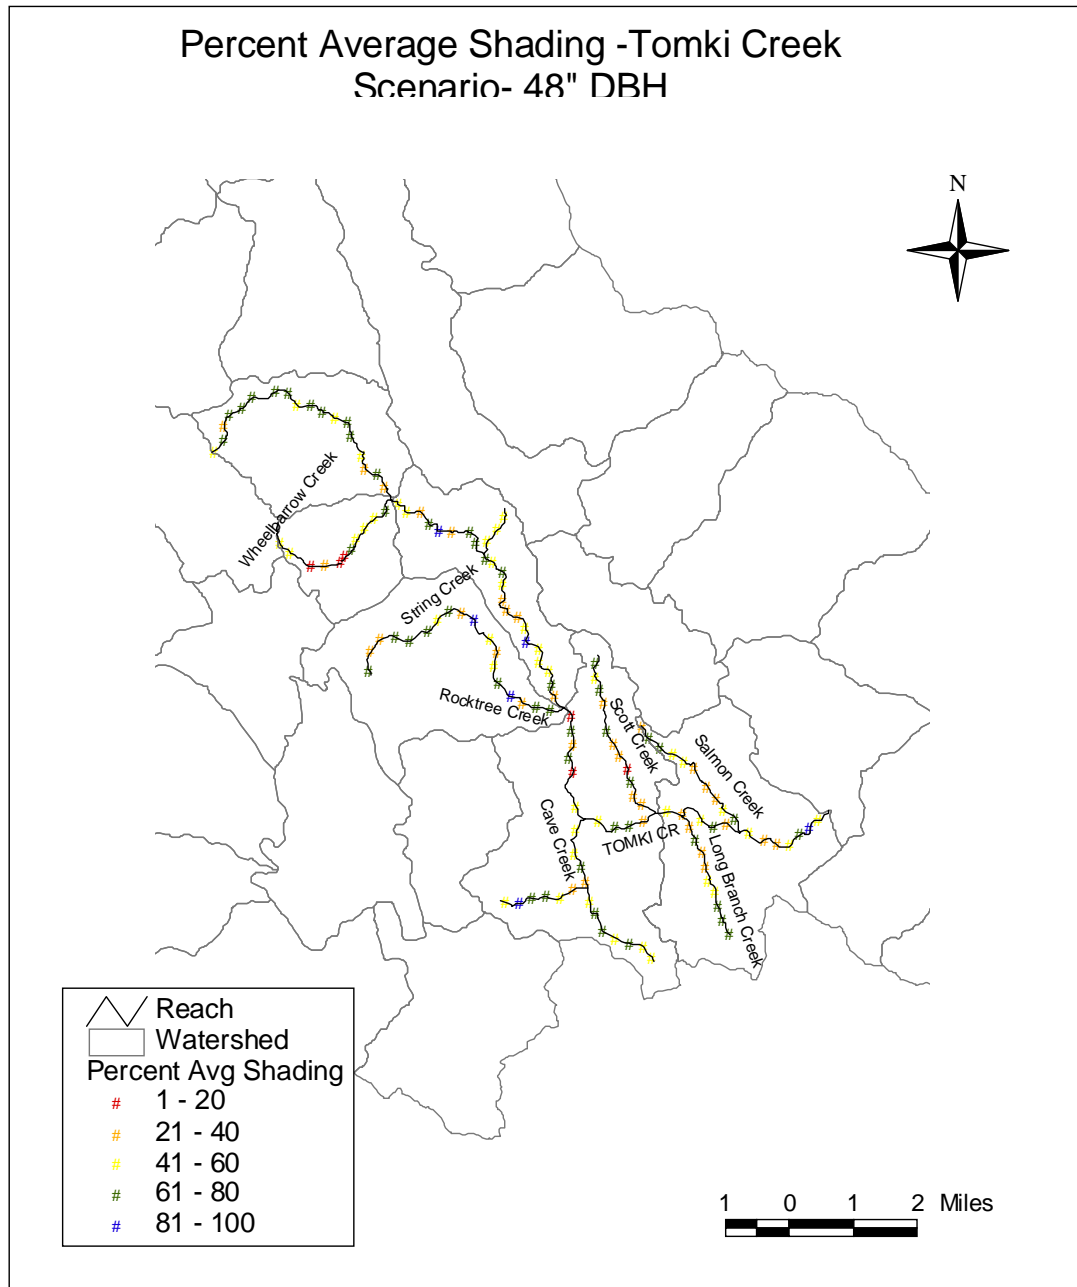 Percent Average Shading -Tomki Creek
Scenario- 48" DBH
N
Wheelbarrow Creek
String Creek
Rocktree Creek
Scott Creek
Salmon Creek
Cave Creek
TOMKI CR
Long Branch Creek
Reach
Watershed
Percent Avg Shading
# 1 - 20
# 21 - 40
# 41 - 60
# 61 - 80
# 81 - 100
1 0 1 2 Miles